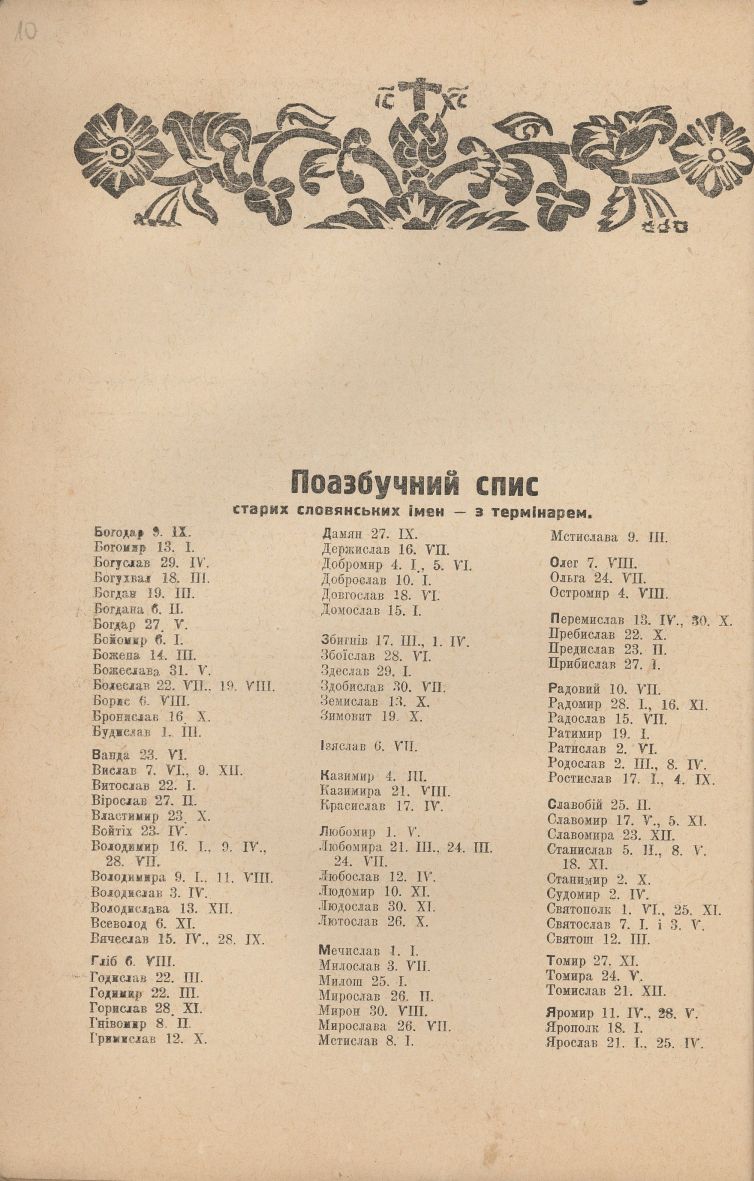 10
ІС ХС
Поазбучний спис
старих словянських імен — з термінарем.
Богодар 9. IX.
Богомир 13. I.
Богуслав 29. IV.
Богухвал 18. III.
Богдан 19. III.
Богдана 6. II.
Богдар 27. V.
Бойомир 6. I.
Божена 14. III.
Божеслава 31. V.
Болеслав 22. VII., 19. VIII.
Борис 6. VIII.
Бронислав 16. X.
Будислав 1. III.
Ванда 23. VI.
Вислав 7. VI., 9. XII.
Витослав 22. I.
Вірослав 27. II.
Властимир 23. X.
Войтіх 23. IV.
Володимир 16. I., 9. IV.,
28. VII.
Володимира 9. I., 11. VIII.
Володислав 3. IV.
Володислава 13. XII.
Всеволод 6. XI.
Вячеслав 15. IV., 28. IX.
Гліб 6. VIII.
Годислав 22. III.
Годимир 22. III.
Горислав 28. XI.
Гнівомир 8. II.
Гримислав 12. X.
Дамян 27. IX.
Держислав 16. VII.
Добромир 4. I., 5. VI.
Доброслав 10. I.
Довгослав 18. VI.
Домослав 15. I.
Збигнів 17. III., 1. IV.
Збоїслав 28. VI.
Здеслав 29. I.
Здобислав 30. VII.
Земислав 13. X.
Зимовит 19. X.
Ізяслав 6. VII.
Казимир 4. III.
Казимира 21. VIII.
Красислав 17. IV.
Любомир 1. V.
Любомира 21. III., 24. III.
24. VII.
Любослав 12. IV.
Людомир 10. XI.
Людослав 30. XI.
Лютослав 26. X.
Мечислав 1. I.
Милослав 3. VII.
Милош 25. I.
Мирослав 26. II.
Мирон 30. VIII.
Мирослава 26. VII.
Мстислав 8. I.
Мстислава 9. III.
Олег 7. VIII.
Ольга 24. VII.
Остромир 4. VIII.
Перемислав 13. IV., 30. X.
Пребислав 22. X.
Предислав 23. II.
Прибислав 27. I.
Радовий 10. VII.
Радомир 28. I., 16. XI.
Радослав 15. VII.
Ратимир 19. I.
Ратислав 2. VI.
Родослав 2. III., 8. IV.
Ростислав 17. I., 4. IX.
Славобій 25. II.
Славомир 17. V., 5. XI.
Славомира 23. XII.
Станислав 5. II., 8. V.
18. XI.
Станимир 2. X.
Судомир 2. IV.
Святополк 1. VI., 25. XI.
Святослав 7. I. і 3. V.
Святош 12. III.
Томир 27. XI.
Томира 24. V.
Томислав 21. XII.
Яромир 11. IV., 28. V.
Ярополк 18. I.
Ярослав 21. I., 25. IV.